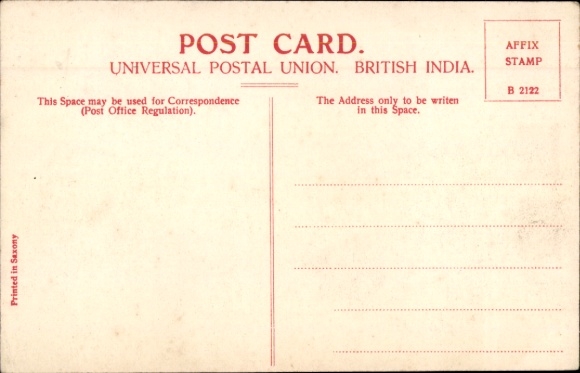 POST CARD.
UNIVERSAL POSTAL UNION. BRITISH INDIA.
AFFIX
STAMP
B 2122
This Space may be used for Correspondence
(Post Office Regulation).
The Address only to be writen
in this Space.
Printed in Saxony